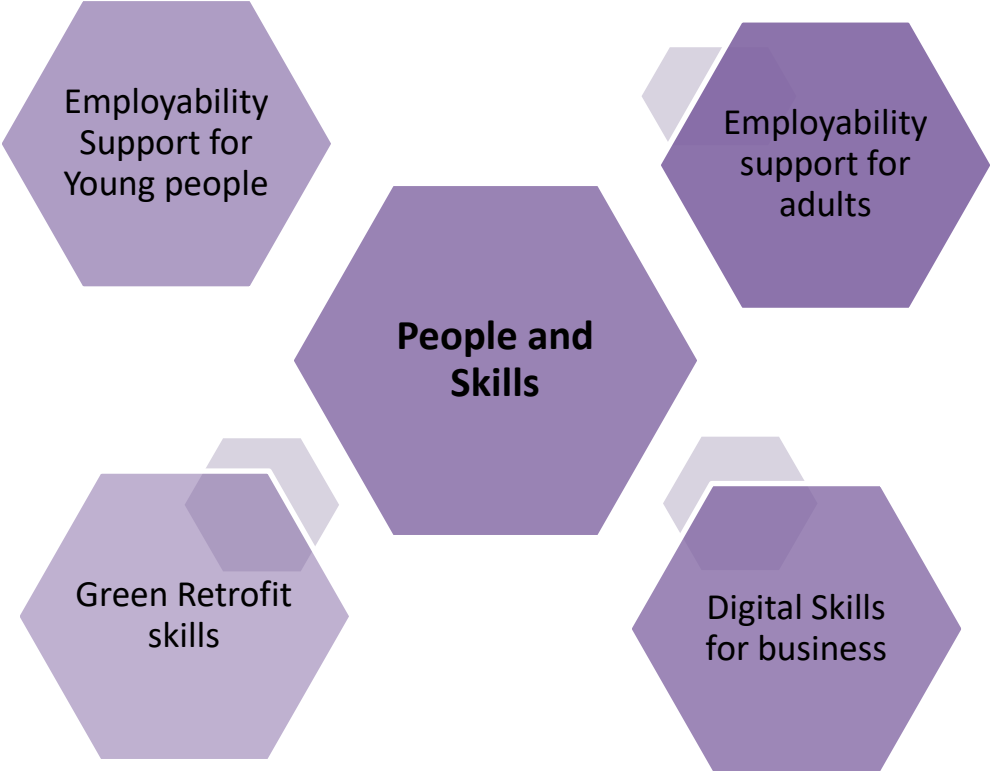 Employability
Support for
Young people
Employability
support for
adults
People and
Skills
Green Retrofit
skills
Digital Skills
for business